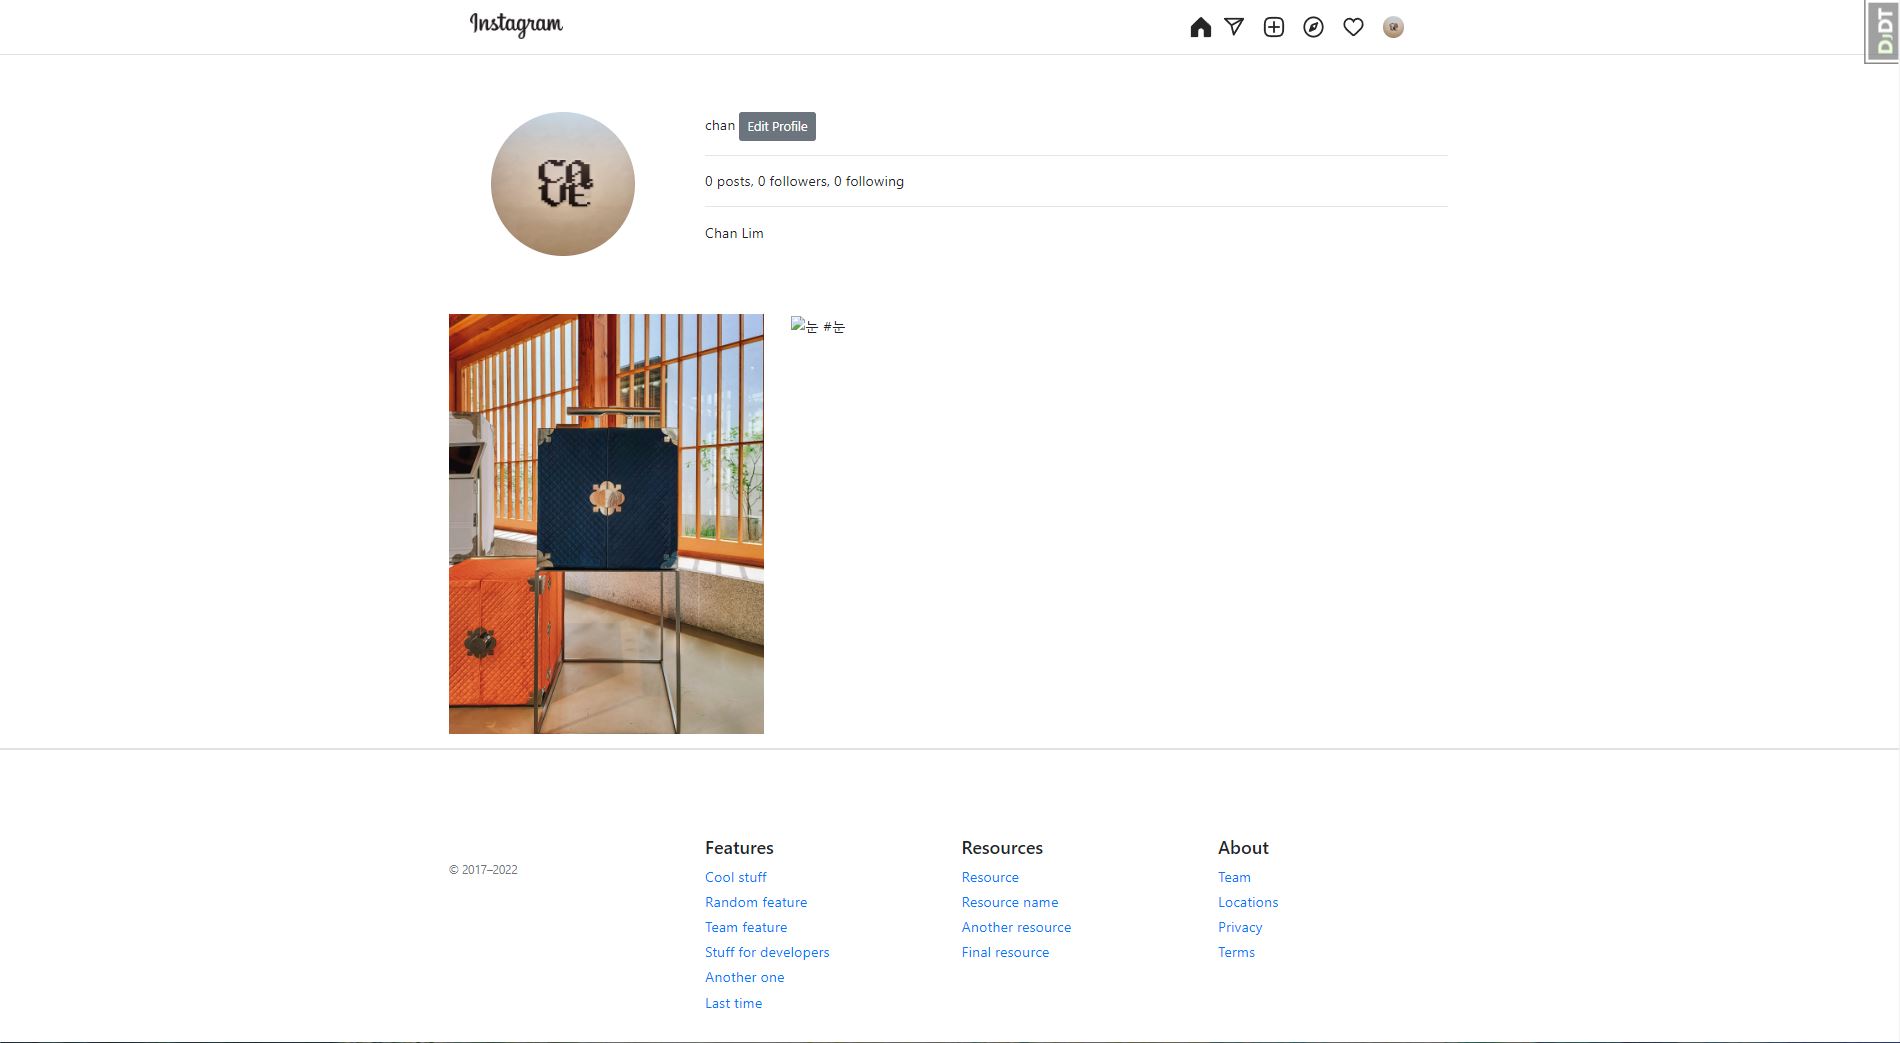 Instagram
DJDT
chan Edit Profile
CA
VE
0 posts, 0 followers, 0 following
Chan Lim
눈 #눈
© 2017–2022
Features
Cool stuff
Random feature
Team feature
Stuff for developers
Another one
Last time
Resources
Resource
Resource name
Another resource
Final resource
About
Team
Locations
Privacy
Terms